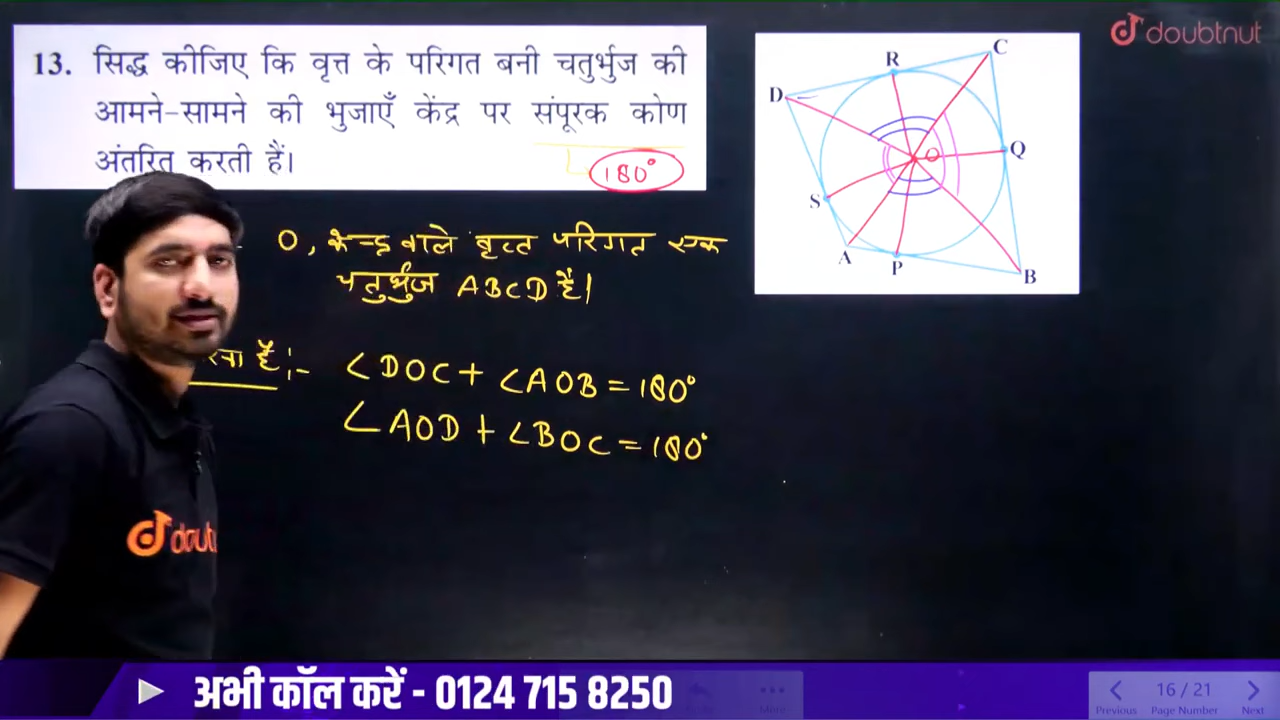 13. सिद्ध कीजिए कि वृत्त के परिगत बनी चतुर्भुज की
आमने-सामने की भुजाएँ केंद्र पर संपूरक कोण
अंतरित करती हैं।
180°
doubtnut
R
C
D
O
Q
S
A
P
B
O, केन्द्र वाले वृत्त परिगत एक
चतुर्भुज ABCD है।
है :-
∠DOC + ∠AOB = 180°
∠AOD + ∠BOC = 180°
अभी कॉल करें - 0124 715 8250
16 / 21
Previous Page Number Next